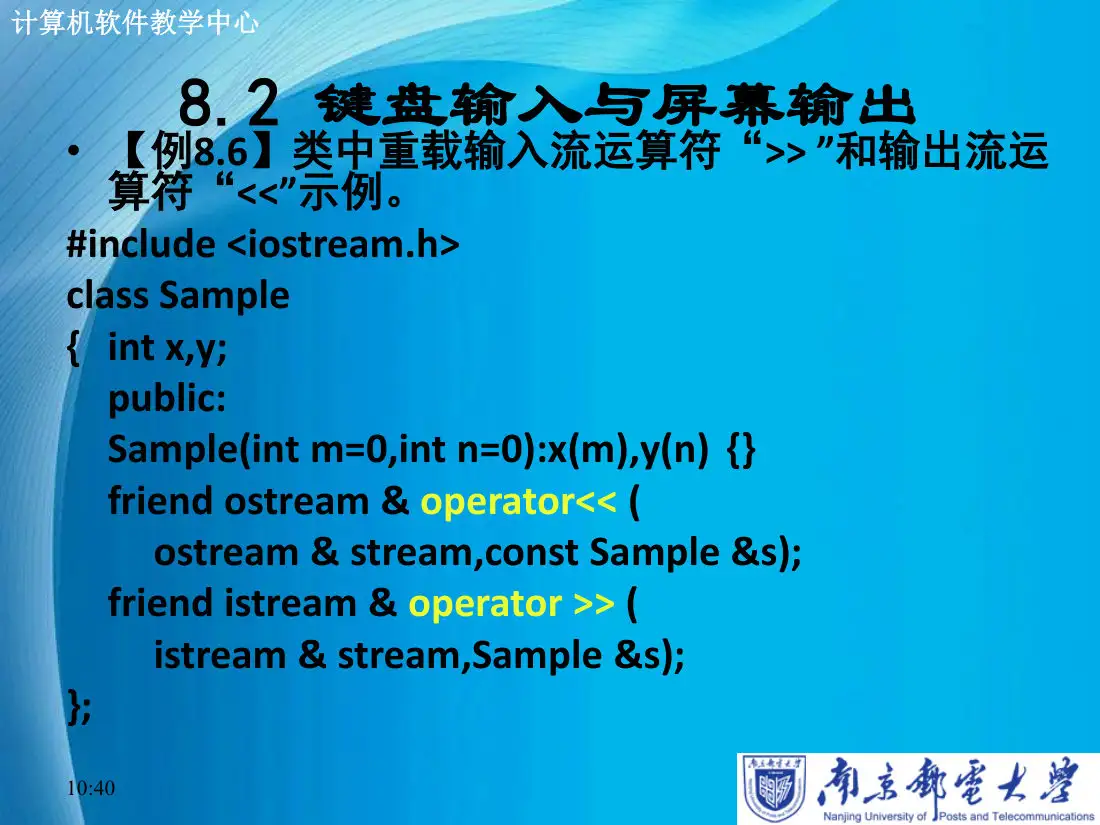 计算机软件教学中心
8.2 键盘输入与屏幕输出
• 【例8.6】类中重载输入流运算符“>> ”和输出流运
算符“<<”示例。
#include <iostream.h>
class Sample
{ int x,y;
public:
Sample(int m=0,int n=0):x(m),y(n) {}
friend ostream & operator<< (
ostream & stream,const Sample &s);
friend istream & operator >> (
istream & stream,Sample &s);
};
10:40
南京郵電大学
Nanjing University of Posts and Telecommunications